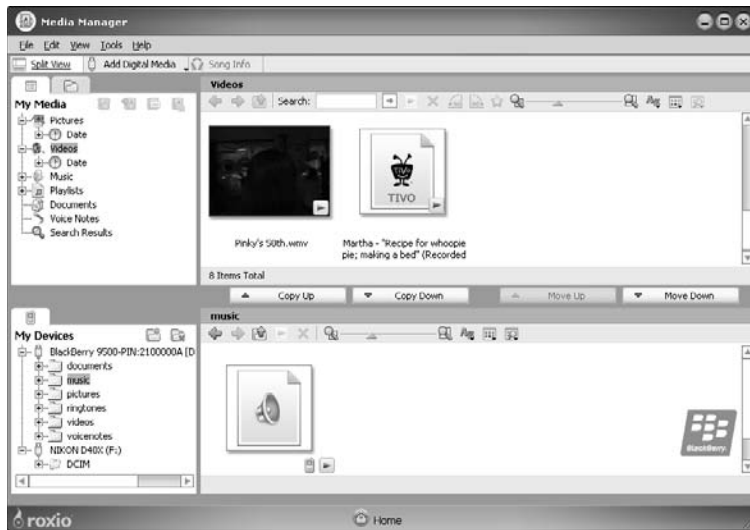 Media Manager
File Edit View Tools Help
Split View Add Digital Media Song Info
My Media
Pictures
Date
Videos
Date
Music
Playlists
Documents
Voice Notes
Search Results
Videos
Search:
TIVO
Pinky's 50th.wmv
Martha - "Recipe for whoopie
pie; making a bed" (Recorded
8 Items Total
Copy Up Copy Down Move Up Move Down
My Devices
BlackBerry 9500-PIN:2100000A [D
documents
music
pictures
ringtones
videos
voicenotes
NIKON D40X (F:)
DCIM
music
BlackBerry
roxio
Home